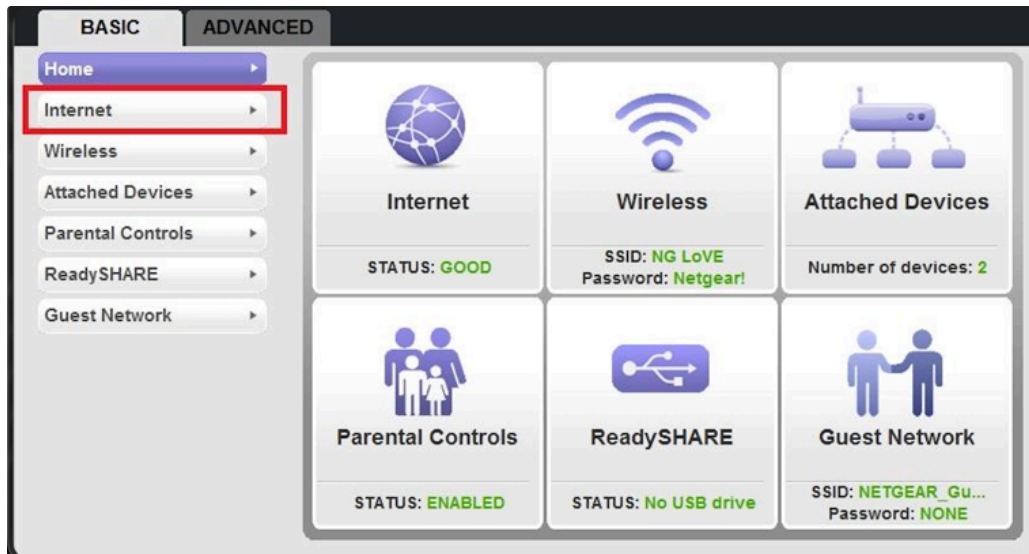 BASIC
ADVANCED
Home
Internet
Wireless
Attached Devices
Parental Controls
ReadySHARE
Guest Network
Internet
STATUS: GOOD
Wireless
SSID: NG LoVE
Password: Netgear!
Attached Devices
Number of devices: 2
Parental Controls
STATUS: ENABLED
ReadySHARE
STATUS: No USB drive
Guest Network
SSID: NETGEAR_Gu...
Password: NONE